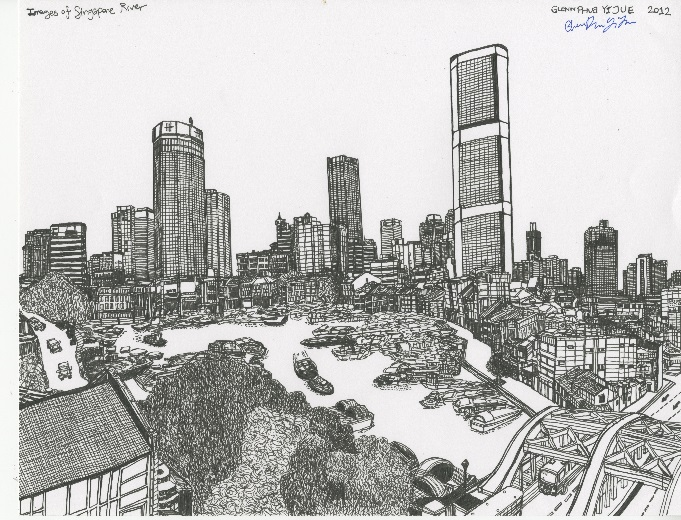 Images of Singapore River
GLENN PHUA YI JUE 2012